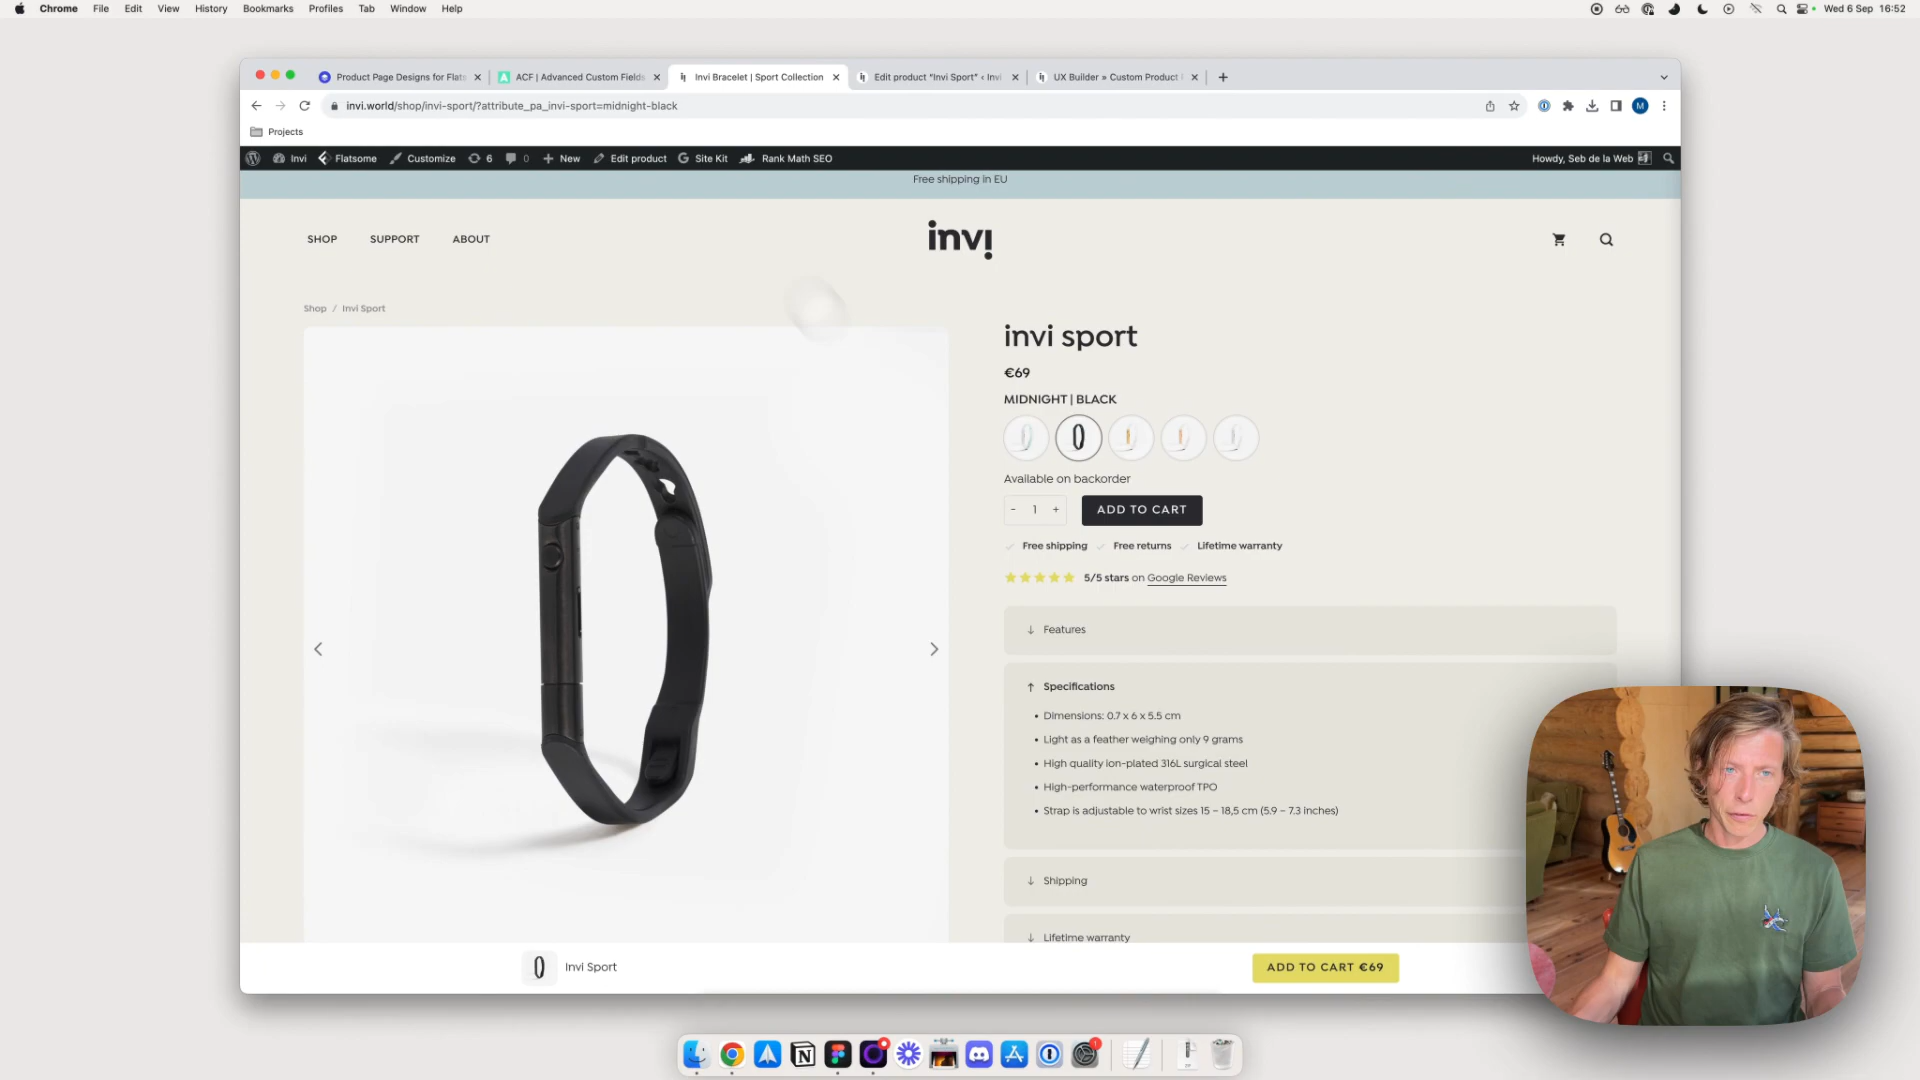 Chrome File Edit View History Bookmarks Profiles Tab Window Help
Wed 6 Sep 16:52
Product Page Designs for Flats
ACF | Advanced Custom Fields
Invi Bracelet | Sport Collection
Edit product “Invi Sport” ‹ Invi
UX Builder » Custom Product
invi.world/shop/invi-sport/?attribute_pa_invi-sport=midnight-black
M
Projects
Invi Flatsome Customize 6 0 New Edit product Site Kit Rank Math SEO
Howdy, Seb de la Web
Free shipping in EU
SHOP SUPPORT ABOUT
invi
Shop / Invi Sport
invi sport
€69
MIDNIGHT | BLACK
Available on backorder
- 1 +
ADD TO CART
Free shipping Free returns Lifetime warranty
5/5 stars on Google Reviews
↓ Features
↑ Specifications
• Dimensions: 0.7 x 6 x 5.5 cm
• Light as a feather weighing only 9 grams
• High quality ion-plated 316L surgical steel
• High-performance waterproof TPO
• Strap is adjustable to wrist sizes 15 – 18,5 cm (5.9 – 7.3 inches)
↓ Shipping
↓ Lifetime warranty
Invi Sport
ADD TO CART €69